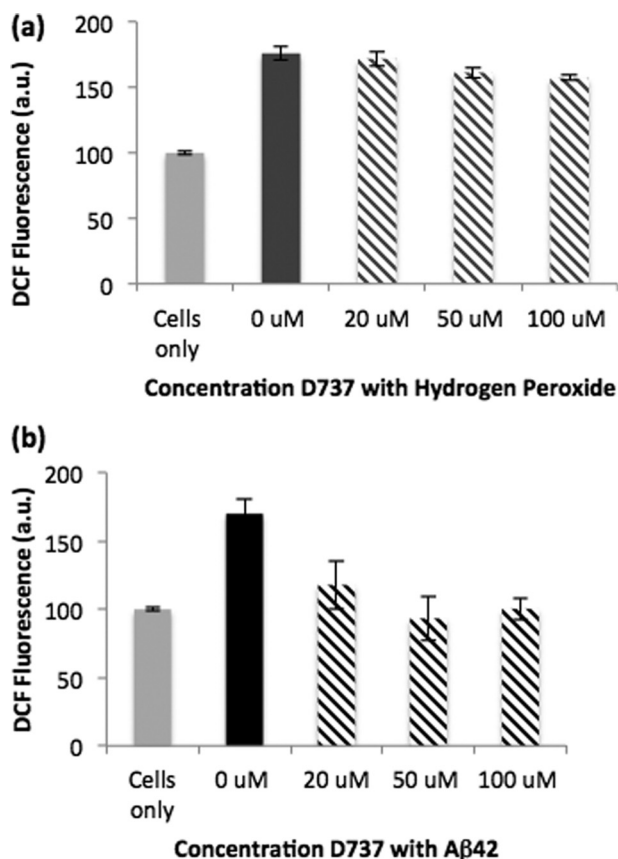 (a)
DCF Fluorescence (a.u.)
200
150
100
50
0
Cells only
0 uM
20 uM
50 uM
100 uM
Concentration D737 with Hydrogen Peroxide
(b)
DCF Fluorescence (a.u.)
200
150
100
50
0
Cells only
0 uM
20 uM
50 uM
100 uM
Concentration D737 with Aβ42